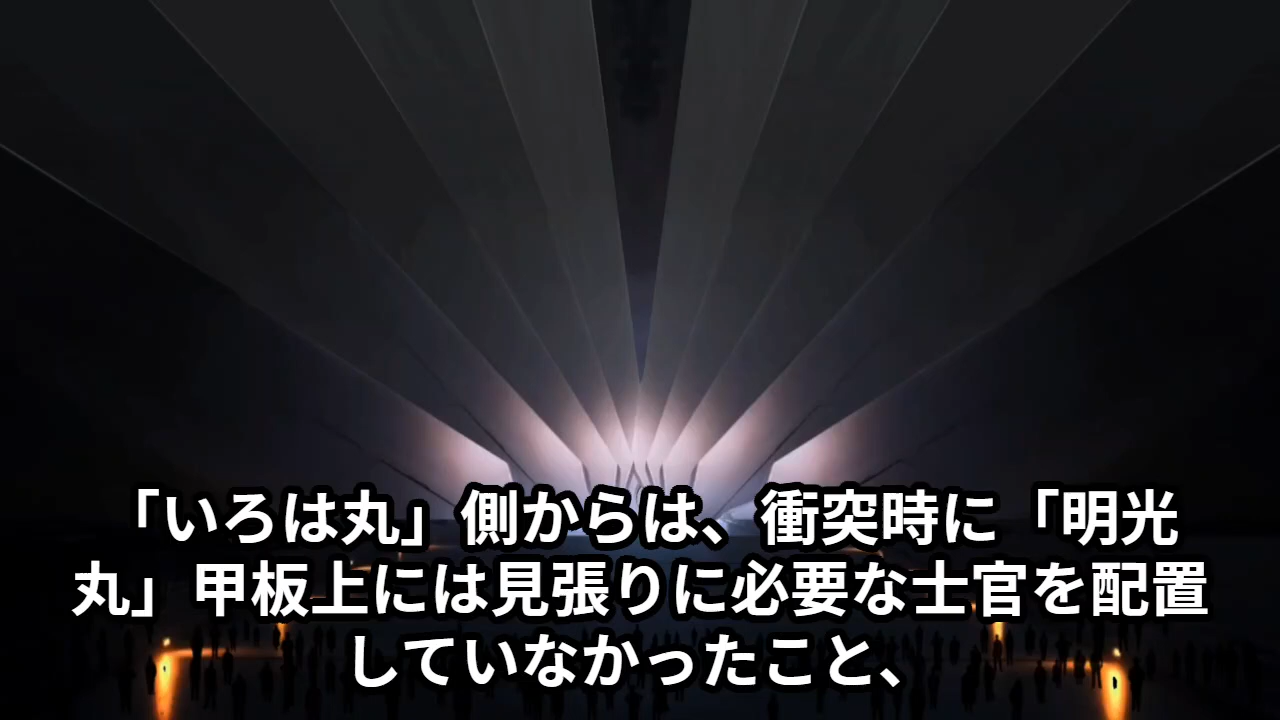 「いろは丸」側からは、衝突時に「明光
丸」甲板上には見張りに必要な士官を配置
していなかったこと、